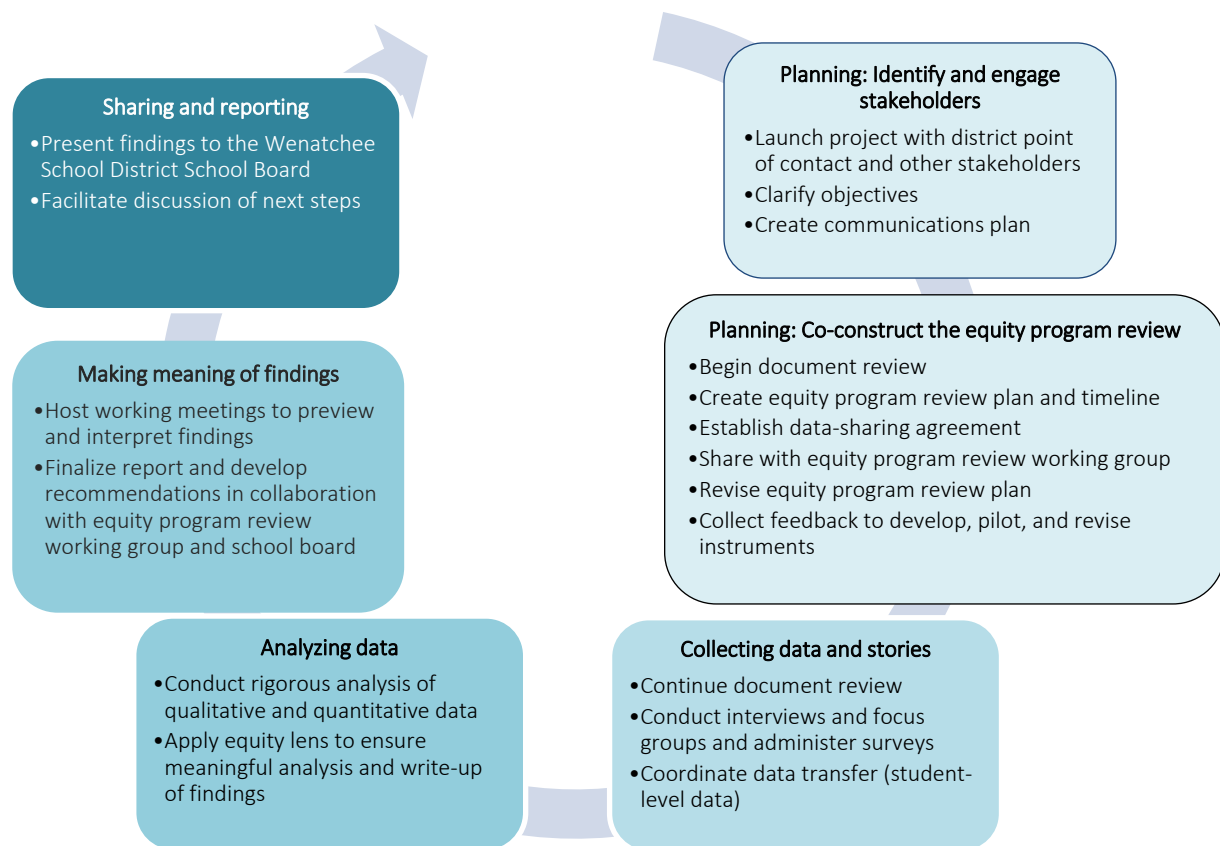 Planning: Identify and engage
stakeholders
•Launch project with district point
of contact and other stakeholders
•Clarify objectives
•Create communications plan
Planning: Co-construct the equity program review
•Begin document review
•Create equity program review plan and timeline
•Establish data-sharing agreement
•Share with equity program review working group
•Revise equity program review plan
•Collect feedback to develop, pilot, and revise
instruments
Collecting data and stories
•Continue document review
•Conduct interviews and focus
groups and administer surveys
•Coordinate data transfer (student-
level data)
Analyzing data
•Conduct rigorous analysis of
qualitative and quantitative data
•Apply equity lens to ensure
meaningful analysis and write-up
of findings
Making meaning of findings
•Host working meetings to preview
and interpret findings
•Finalize report and develop
recommendations in collaboration
with equity program review
working group and school board
Sharing and reporting
•Present findings to the Wenatchee
School District School Board
•Facilitate discussion of next steps